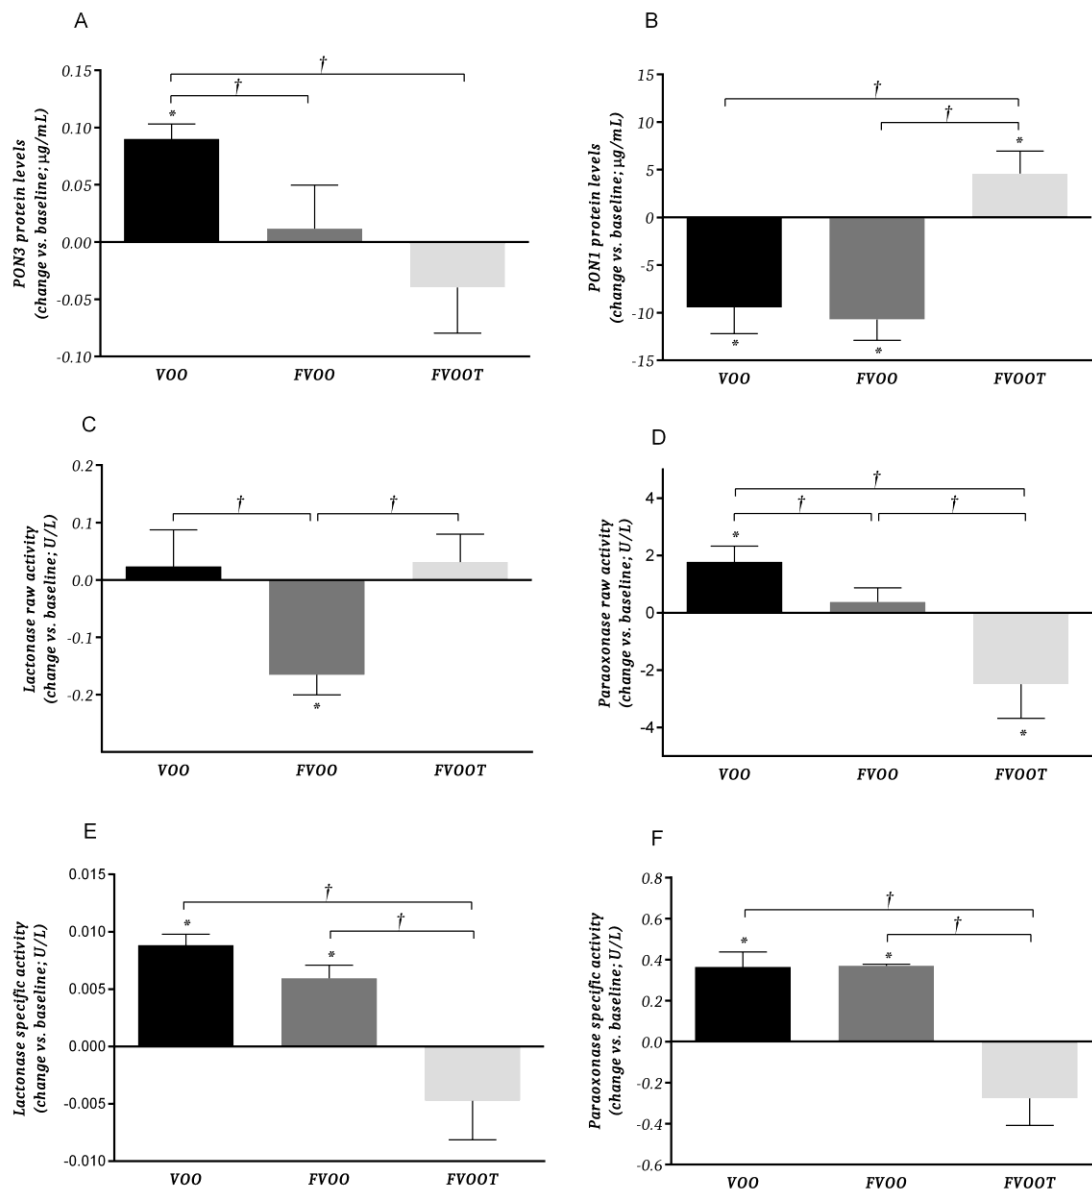 A
PON3 protein levels
(change vs. baseline; µg/mL)
0.15
0.10
0.05
0.00
-0.05
-0.10
†
†
*
VOO FVOO FVOOT
B
PON1 protein levels
(change vs. baseline; µg/mL)
15
10
5
0
-5
-10
-15
†
†
*
*
*
VOO FVOO FVOOT
C
Lactonase raw activity
(change vs. baseline; U/L)
0.2
0.1
0.0
-0.1
-0.2
† †
*
VOO FVOO FVOOT
D
Paraoxonase raw activity
(change vs. baseline; U/L)
4
2
0
-2
-4
†
† †
*
*
VOO FVOO FVOOT
E
Lactonase specific activity
(change vs. baseline; U/L)
0.015
0.010
0.005
0.000
-0.005
-0.010
†
†
*
*
VOO FVOO FVOOT
F
Paraoxonase specific activity
(change vs. baseline; U/L)
0.8
0.6
0.4
0.2
0.0
-0.2
-0.4
-0.6
†
†
*
*
VOO FVOO FVOOT